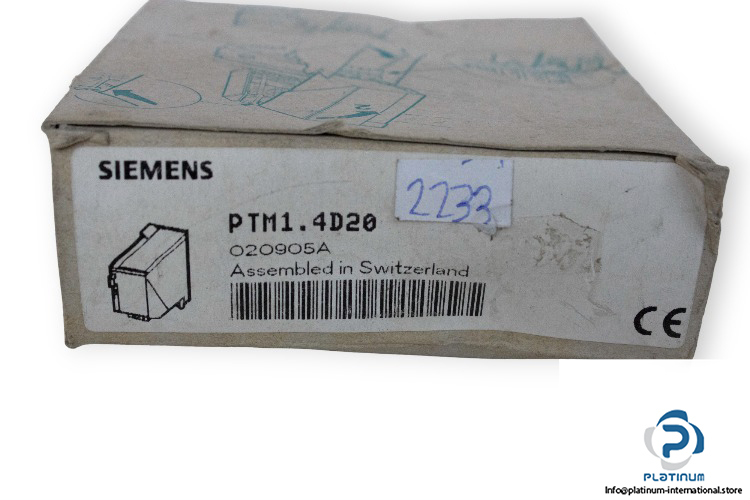 SIEMENS
2233
PTM1.4D20
020905A
Assembled in Switzerland
CE
PLATINUM
Info@platinum-international.store